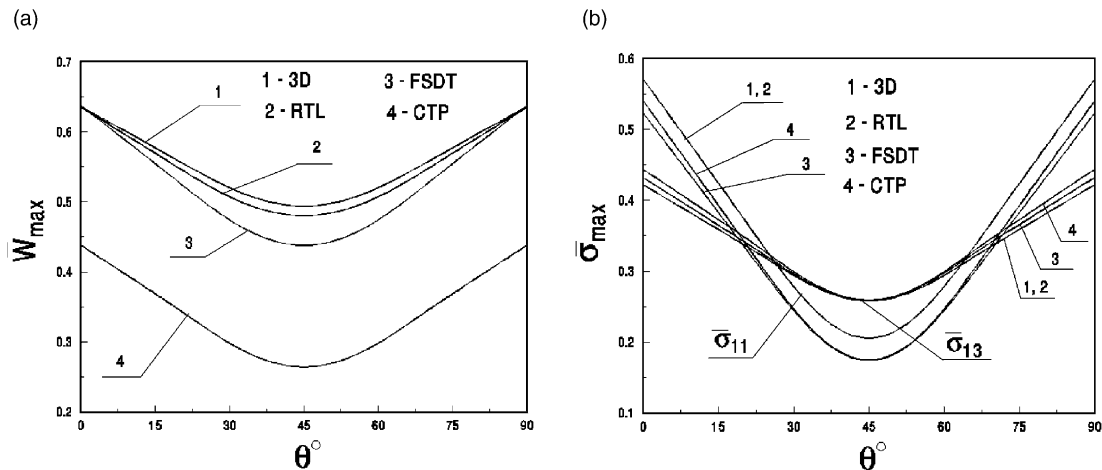 (a)
0.7
0.6
0.5
0.4
0.3
0.2
W̄max
1 - 3D
3 - FSDT
2 - RTL
4 - CTP
1
2
3
4
0
15
30
45
60
75
90
θ°
(b)
0.6
0.5
0.4
0.3
0.2
0.1
σ̄max
1 - 3D
2 - RTL
3 - FSDT
4 - CTP
1, 2
4
3
4
3
1, 2
σ̄11
σ̄13
0
15
30
45
60
75
90
θ°